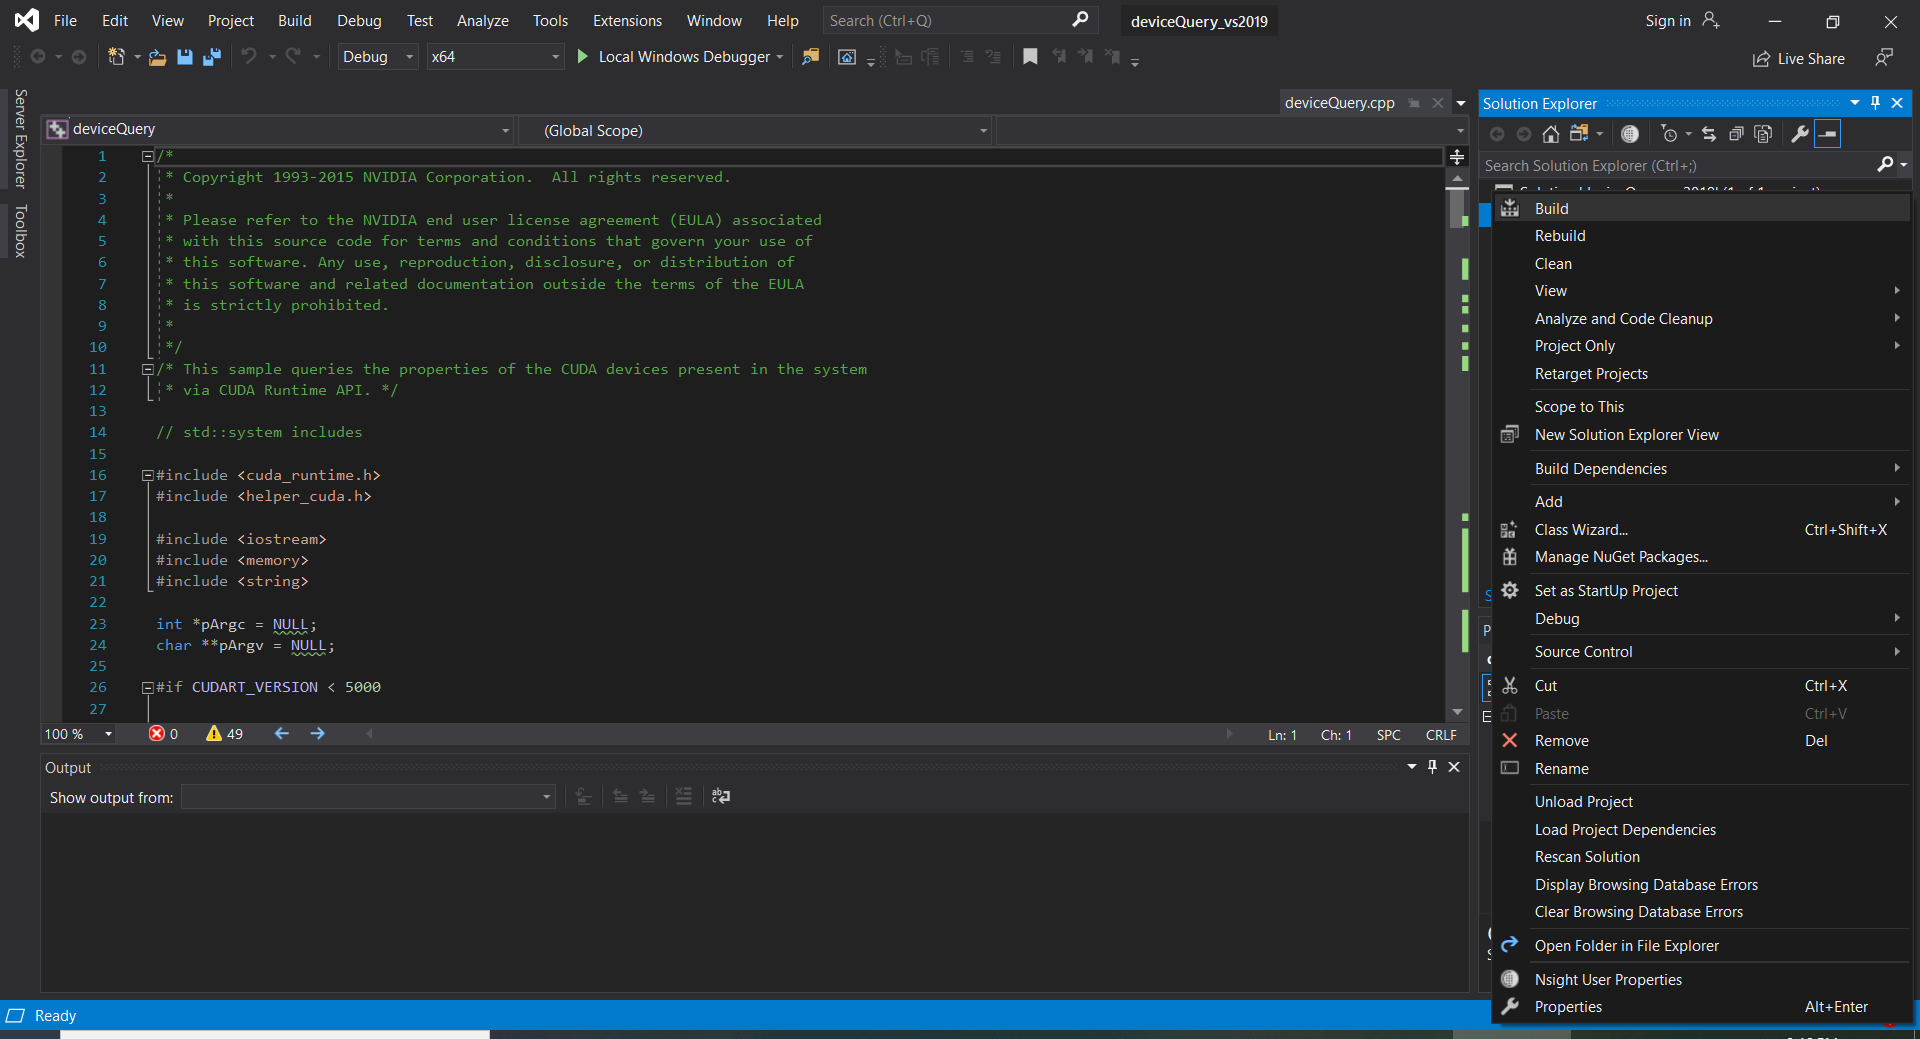 File Edit View Project Build Debug Test Analyze Tools Extensions Window Help Search (Ctrl+Q) deviceQuery_vs2019 Sign in
Debug x64 Local Windows Debugger Live Share
Server Explorer
Toolbox
deviceQuery.cpp
deviceQuery (Global Scope)
1 /*
2 * Copyright 1993-2015 NVIDIA Corporation.  All rights reserved.
3 *
4 * Please refer to the NVIDIA end user license agreement (EULA) associated
5 * with this source code for terms and conditions that govern your use of
6 * this software. Any use, reproduction, disclosure, or distribution of
7 * this software and related documentation outside the terms of the EULA
8 * is strictly prohibited.
9 *
10 */
11 /* This sample queries the properties of the CUDA devices present in the system
12 * via CUDA Runtime API. */
13
14 // std::system includes
15
16 #include <cuda_runtime.h>
17 #include <helper_cuda.h>
18
19 #include <iostream>
20 #include <memory>
21 #include <string>
22
23 int *pArgc = NULL;
24 char **pArgv = NULL;
25
26 #if CUDART_VERSION < 5000
27
100 % 0 49 Ln: 1 Ch: 1 SPC CRLF
Output
Show output from:
Ready
Solution Explorer
Search Solution Explorer (Ctrl+;)
Build
Rebuild
Clean
View
Analyze and Code Cleanup
Project Only
Retarget Projects
Scope to This
New Solution Explorer View
Build Dependencies
Add
Class Wizard... Ctrl+Shift+X
Manage NuGet Packages...
Set as StartUp Project
Debug
Source Control
Cut Ctrl+X
Paste Ctrl+V
Remove Del
Rename
Unload Project
Load Project Dependencies
Rescan Solution
Display Browsing Database Errors
Clear Browsing Database Errors
Open Folder in File Explorer
Nsight User Properties
Properties Alt+Enter